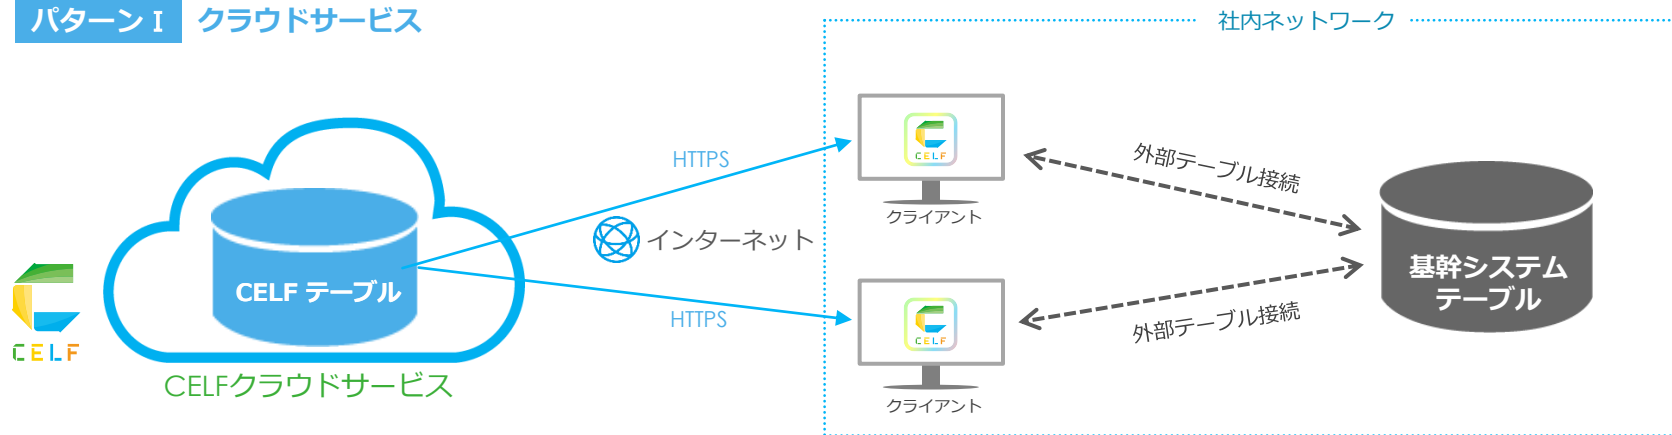 パターン I クラウドサービス
社内ネットワーク
CELF
クライアント
HTTPS
外部テーブル接続
インターネット
CELF テーブル
基幹システム
テーブル
HTTPS
外部テーブル接続
CELF
クライアント
CELF
CELFクラウドサービス